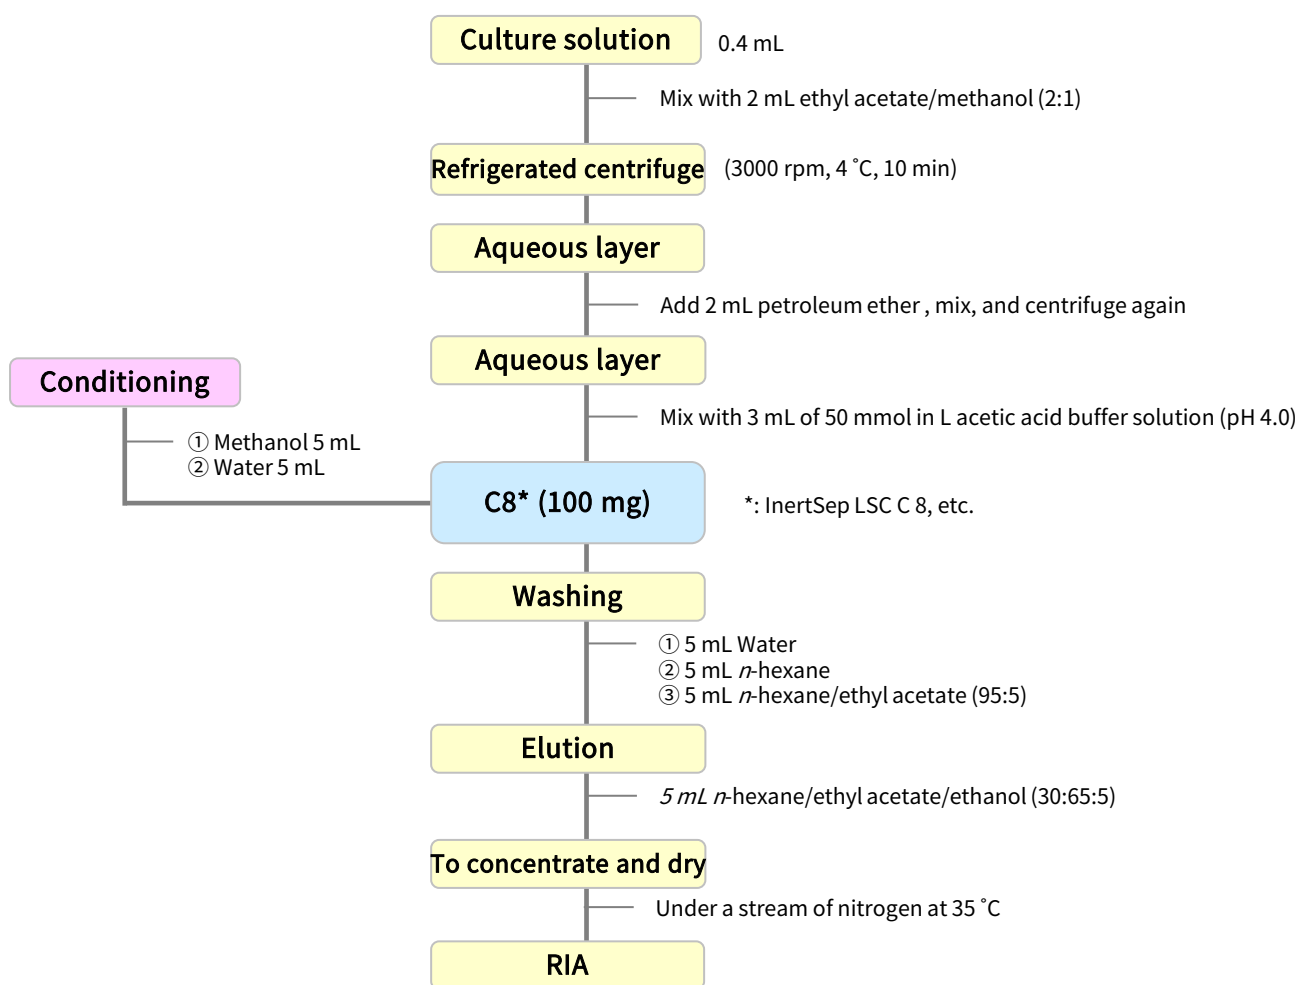 Culture solution
0.4 mL
Mix with 2 mL ethyl acetate/methanol (2:1)
Refrigerated centrifuge
(3000 rpm, 4 ˚C, 10 min)
Aqueous layer
Add 2 mL petroleum ether , mix, and centrifuge again
Aqueous layer
Conditioning
Mix with 3 mL of 50 mmol in L acetic acid buffer solution (pH 4.0)
① Methanol 5 mL
② Water 5 mL
C8* (100 mg)
*: InertSep LSC C 8, etc.
Washing
① 5 mL Water
② 5 mL n-hexane
③ 5 mL n-hexane/ethyl acetate (95:5)
Elution
5 mL n-hexane/ethyl acetate/ethanol (30:65:5)
To concentrate and dry
Under a stream of nitrogen at 35 ˚C
RIA